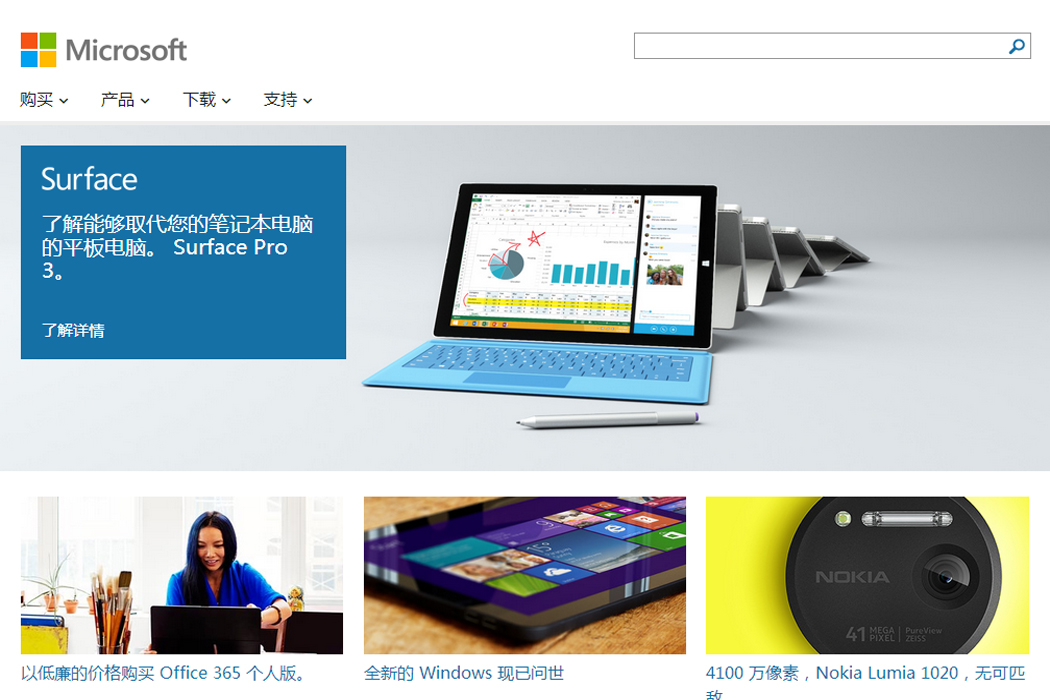 Microsoft
购买
产品
下载
支持
Surface
了解能够取代您的笔记本电脑
的平板电脑。 Surface Pro
3。
了解详情
NOKIA
41 MEGA PIXEL
PureView
ZEISS
以低廉的价格购买 Office 365 个人版。
全新的 Windows 现已问世
4100 万像素，Nokia Lumia 1020，无可匹
敌